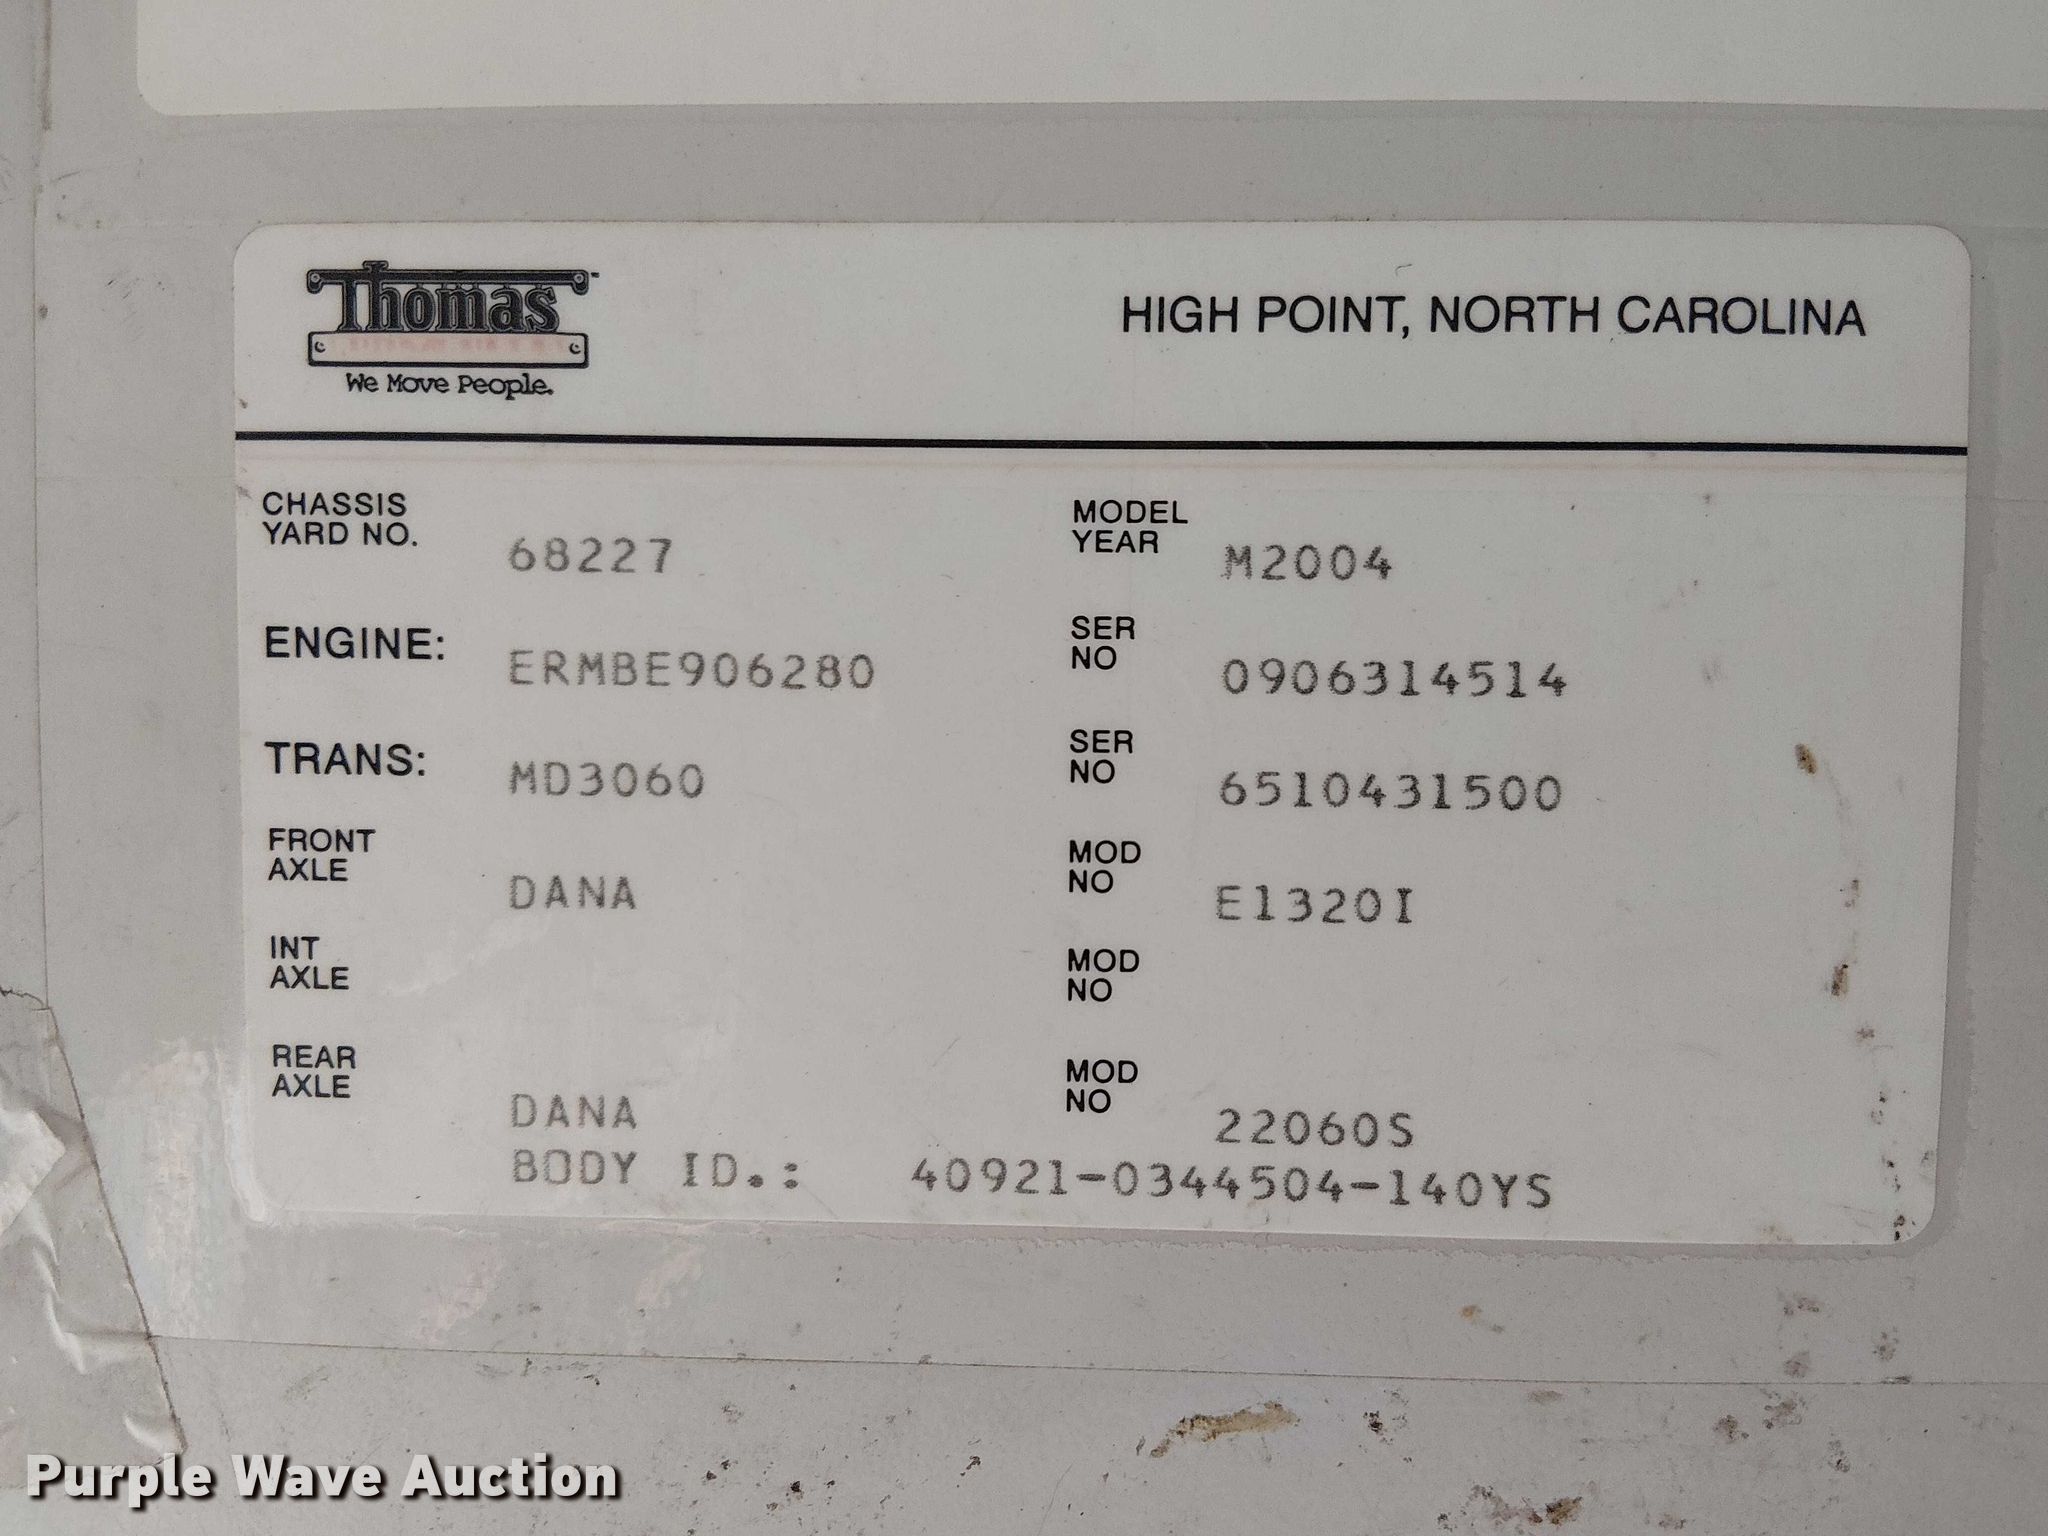 Thomas
We Move People.
HIGH POINT, NORTH CAROLINA
CHASSIS YARD NO. 68227 MODEL YEAR M2004
ENGINE: ERMBE906280 SER NO 0906314514
TRANS: MD3060 SER NO 6510431500
FRONT AXLE DANA MOD NO E1320I
INT AXLE MOD NO
REAR AXLE DANA MOD NO 22060S
BODY ID.: 40921-0344504-140YS
Purple Wave Auction